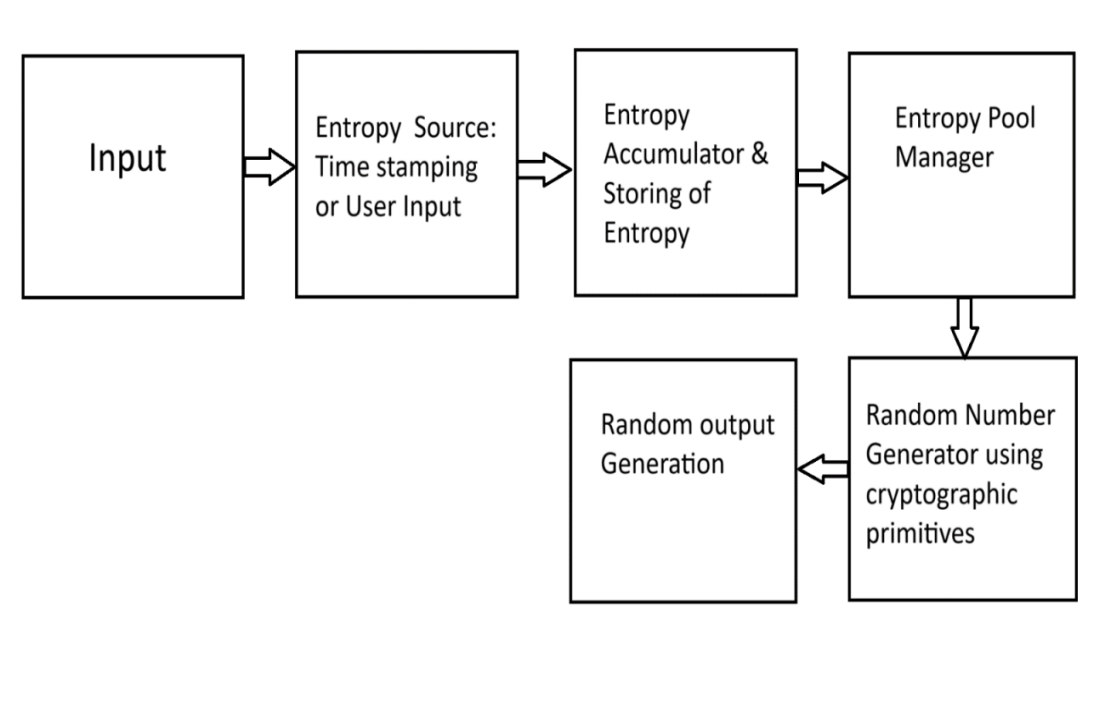 Input
Entropy Source:
Time stamping
or User Input
Entropy
Accumulator &
Storing of
Entropy
Entropy Pool
Manager
Random Number
Generator using
cryptographic
primitives
Random output
Generation